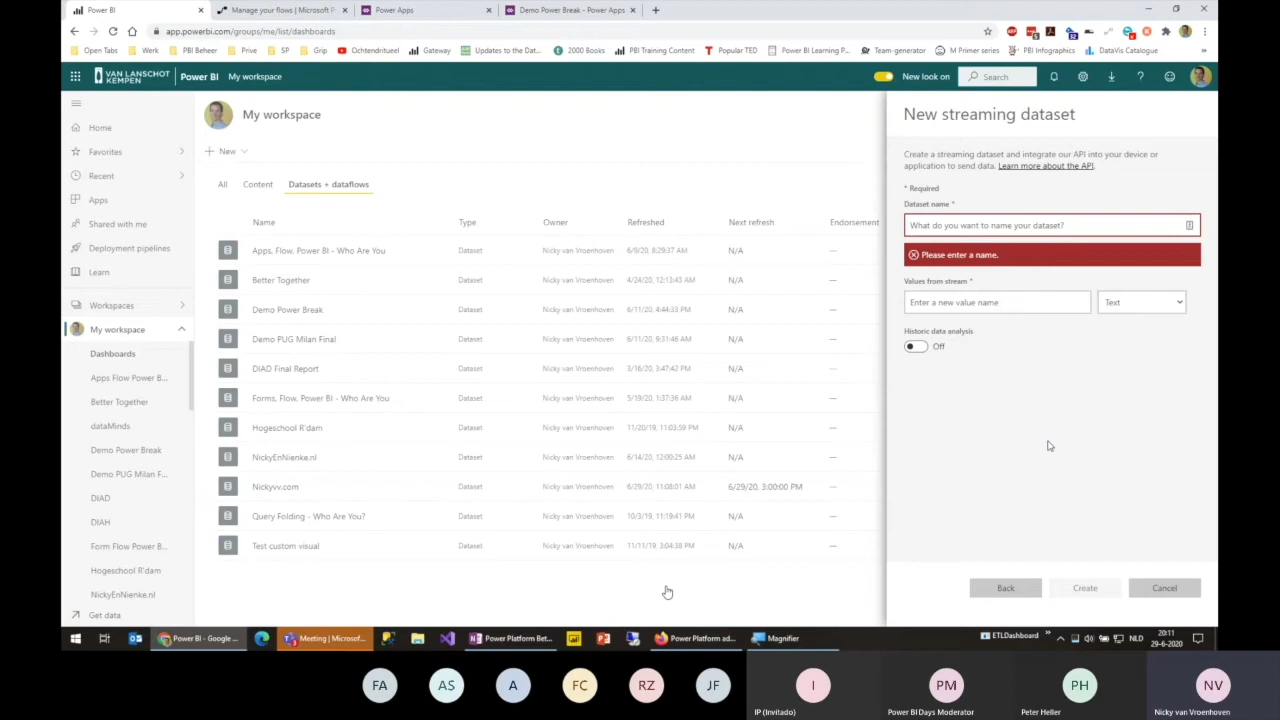 Power BI
Manage your flows | Microsoft P
Power Apps
Demo Power Break - Power Apps
app.powerbi.com/groups/me/list/dashboards
Open Tabs
Werk
PBI Beheer
Prive
SP
Grip
Ochtendritueel
Gateway
Updates to the Dat...
2000 Books
PBI Training Content
Popular TED
Power BI Learning P...
Team-generator
M Primer series
PBI Infographics
DataVis Catalogue
VAN LANSCHOT
KEMPEN
Power BI
My workspace
New look on
Search
Home
Favorites
Recent
Apps
Shared with me
Deployment pipelines
Learn
Workspaces
My workspace
Dashboards
Apps Flow Power B...
Better Together
dataMinds
Demo Power Break
Demo PUG Milan F...
DIAD
DIAH
Form Flow Power B...
Hogeschool R'dam
NickyEnNienke.nl
Get data
My workspace
New
All
Content
Datasets + dataflows
Name Type Owner Refreshed Next refresh Endorsement
Apps, Flow, Power BI - Who Are You Dataset Nicky van Vroenhoven 6/9/20, 8:29:37 AM N/A —
Better Together Dataset Nicky van Vroenhoven 4/24/20, 12:13:43 AM N/A —
Demo Power Break Dataset Nicky van Vroenhoven 6/11/20, 4:44:33 PM N/A —
Demo PUG Milan Final Dataset Nicky van Vroenhoven 6/11/20, 9:31:46 AM N/A —
DIAD Final Report Dataset Nicky van Vroenhoven 3/16/20, 3:47:42 PM N/A —
Forms, Flow, Power BI - Who Are You Dataset Nicky van Vroenhoven 5/19/20, 1:37:36 AM N/A —
Hogeschool R'dam Dataset Nicky van Vroenhoven 11/20/19, 11:03:59 PM N/A —
NickyEnNienke.nl Dataset Nicky van Vroenhoven 6/14/20, 12:00:25 AM N/A —
Nickyvv.com Dataset Nicky van Vroenhoven 6/29/20, 11:08:01 AM 6/29/20, 3:00:00 PM —
Query Folding - Who Are You? Dataset Nicky van Vroenhoven 10/3/19, 11:19:41 PM N/A —
Test custom visual Dataset Nicky van Vroenhoven 11/11/19, 3:04:38 PM N/A —
New streaming dataset
Create a streaming dataset and integrate our API into your device or
application to send data. Learn more about the API.
* Required
Dataset name *
What do you want to name your dataset?
Please enter a name.
Values from stream *
Enter a new value name
Text
Historic data analysis
Off
Back
Create
Cancel
Power BI - Google ...
Meeting | Microsof...
Power Platform Bet...
Power Platform ad...
Magnifier
ETLDashboard
»
NLD
20:11
29-6-2020
FA
AS
A
FC
RZ
JF
I
PM
PH
NV
IP (Invitado)
Power BI Days Moderator
Peter Heller
Nicky van Vroenhoven